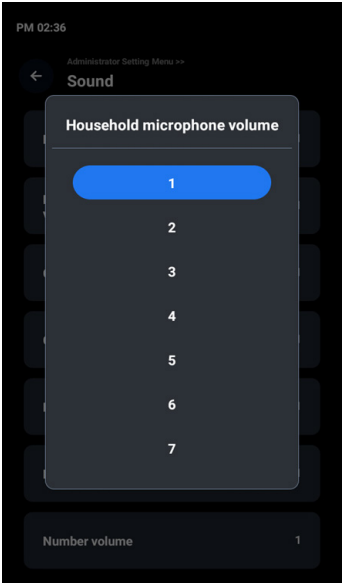 PM 02:36
Administrator Setting Menu >>
Sound
Household microphone volume
1
2
3
4
5
6
7
Number volume 1